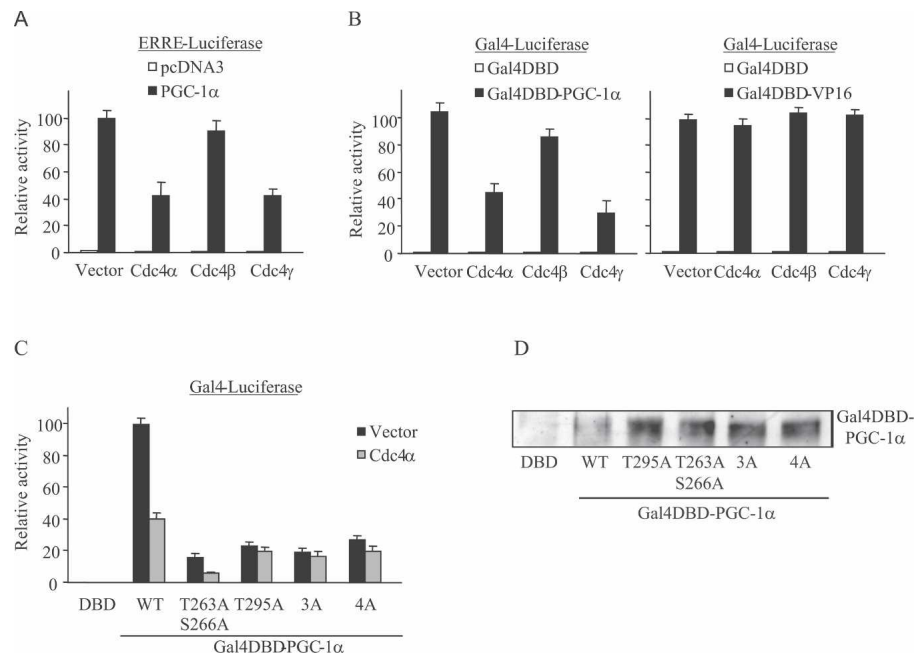 A
ERRE-Luciferase
pcDNA3
PGC-1α
Relative activity
100
80
60
40
20
0
Vector Cdc4α Cdc4β Cdc4γ
B
Gal4-Luciferase
Gal4DBD
Gal4DBD-PGC-1α
Relative activity
100
80
60
40
20
0
Vector Cdc4α Cdc4β Cdc4γ
Gal4-Luciferase
Gal4DBD
Gal4DBD-VP16
Vector Cdc4α Cdc4β Cdc4γ
C
Gal4-Luciferase
Vector
Cdc4α
Relative activity
100
80
60
40
20
0
DBD WT T263A T295A 3A 4A
S266A
Gal4DBD-PGC-1α
D
Gal4DBD-
PGC-1α
DBD WT T295A T263A 3A 4A
S266A
Gal4DBD-PGC-1α